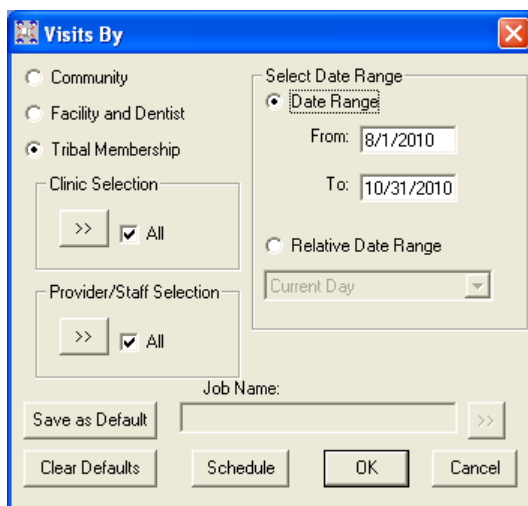 Visits By
Community
Facility and Dentist
Tribal Membership
Clinic Selection
>> All
Provider/Staff Selection
>> All
Select Date Range
Date Range
From: 8/1/2010
To: 10/31/2010
Relative Date Range
Current Day
Job Name:
Save as Default >>
Clear Defaults Schedule OK Cancel